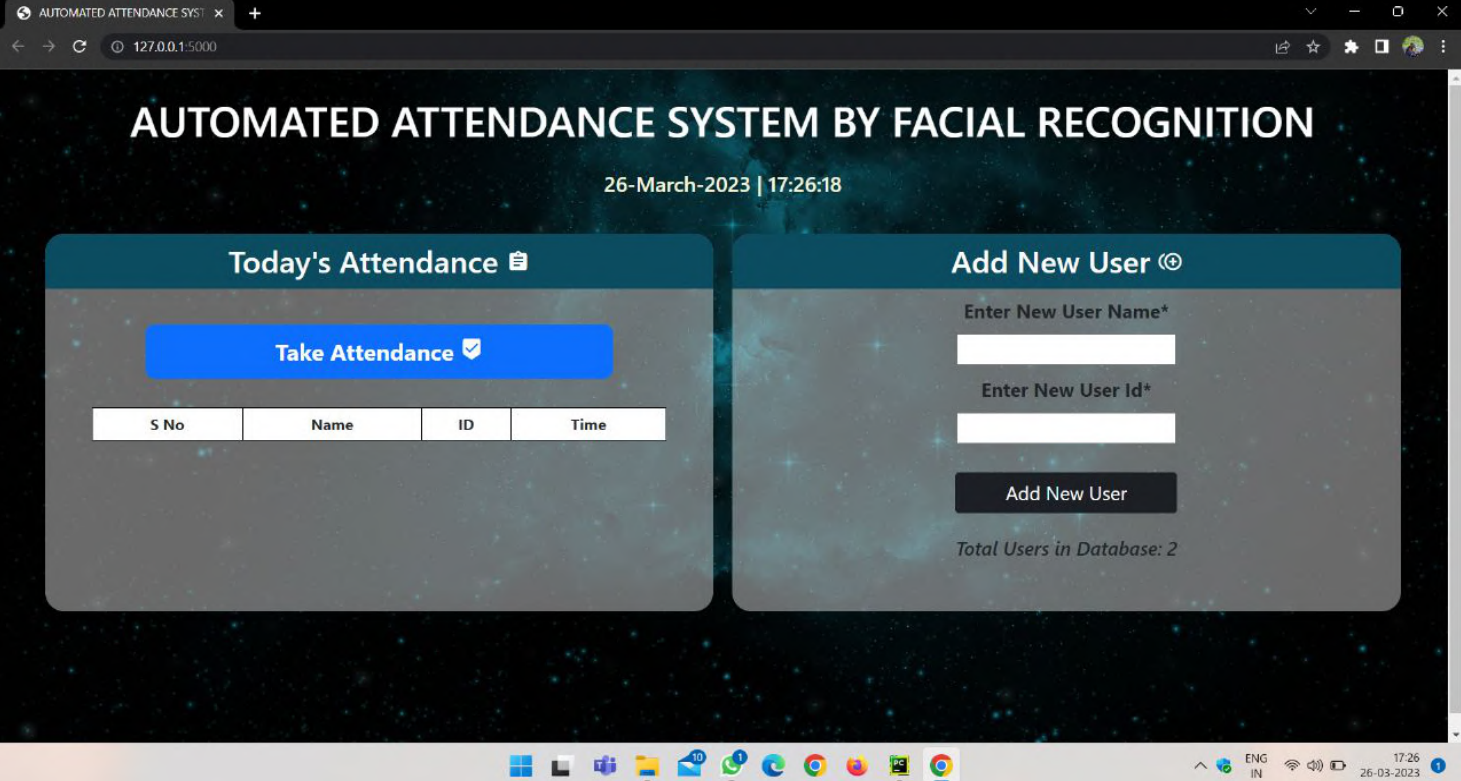 AUTOMATED ATTENDANCE SYST
127.0.0.1:5000
AUTOMATED ATTENDANCE SYSTEM BY FACIAL RECOGNITION
26-March-2023 | 17:26:18
Today's Attendance
Take Attendance
S No Name ID Time
Add New User
Enter New User Name*
Enter New User Id*
Add New User
Total Users in Database: 2
10
1
PC
ENG
IN
17:26
26-03-2023
1